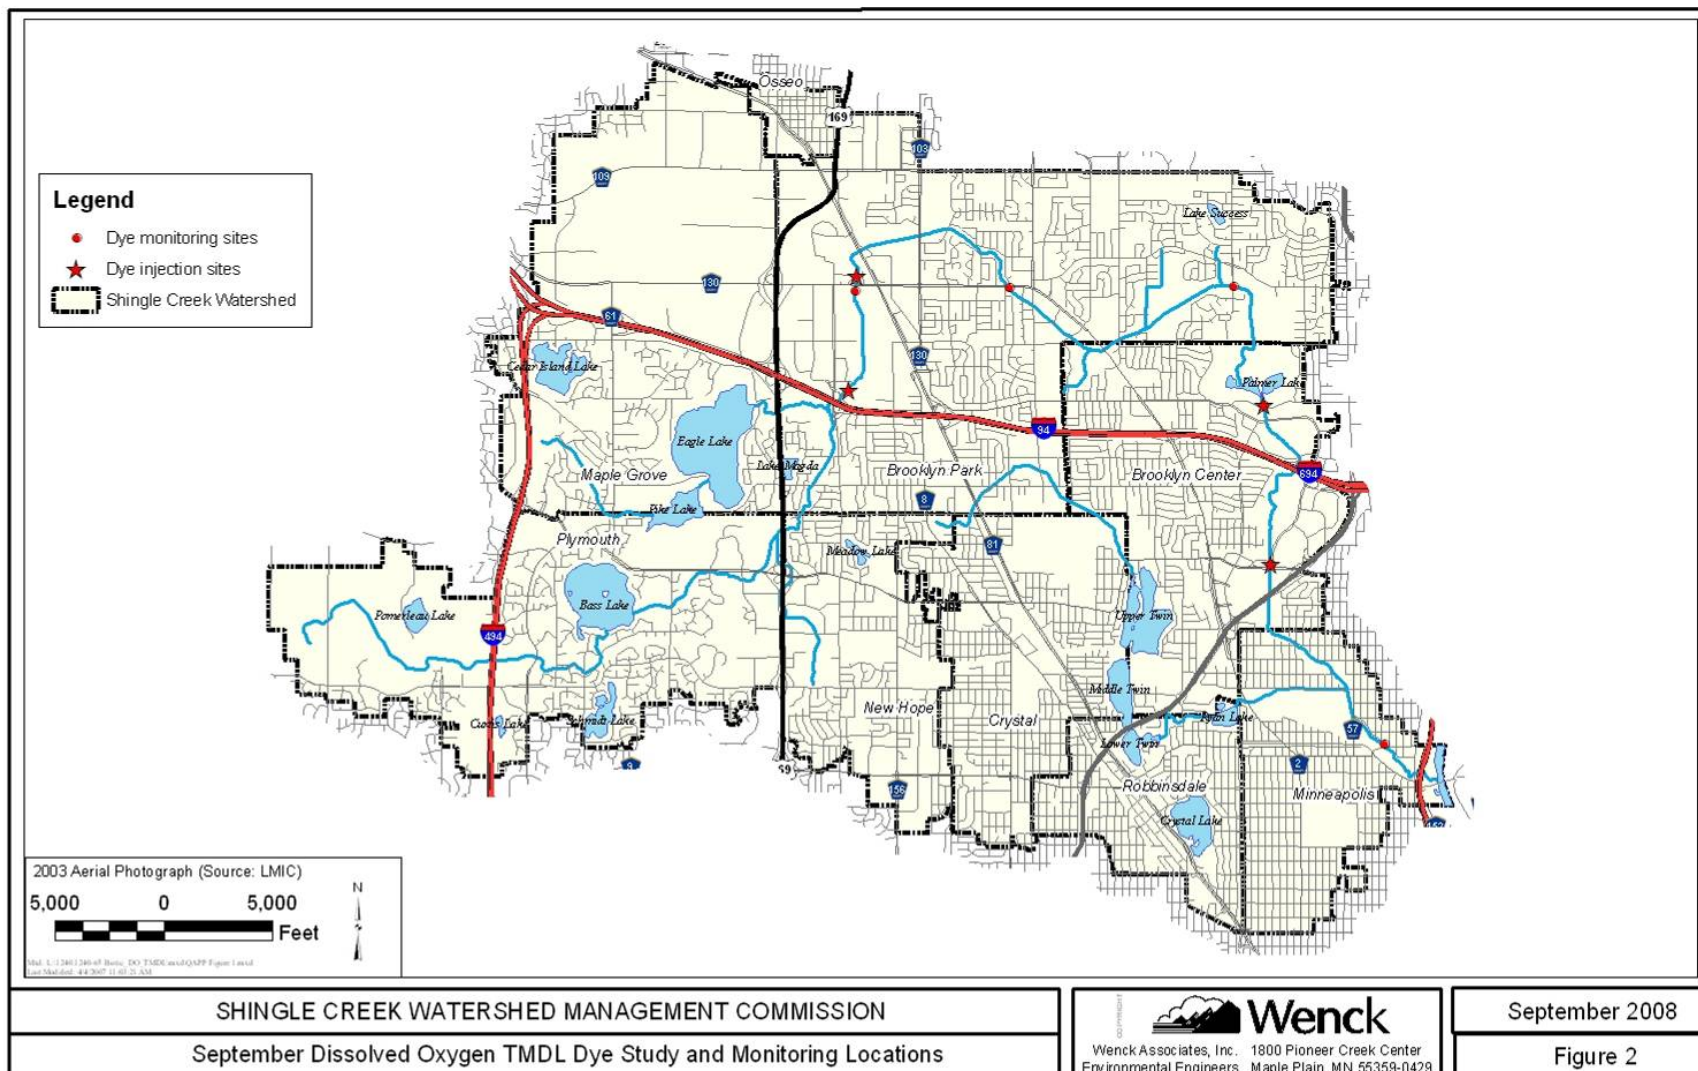 Osseo
169
103
109
Legend
Dye monitoring sites
Dye injection sites
Shingle Creek Watershed
Lake Success
130
61
130
Cedar Island Lake
Palmer Lake
94
Eagle Lake
Lake Magda
Maple Grove
Brooklyn Park
Brooklyn Center
694
Pike Lake
8
Plymouth
Meadow Lake
81
Bass Lake
Pomerleau Lake
Upper Twin
494
Middle Twin
New Hope
Crystal
Schmidt Lake
Ryan Lake
57
Lower Twin
9
2
156
Robbinsdale
Minneapolis
Crystal Lake
2003 Aerial Photograph (Source: LMIC)
N
5,000 0 5,000
Feet
SHINGLE CREEK WATERSHED MANAGEMENT COMMISSION
September Dissolved Oxygen TMDL Dye Study and Monitoring Locations
COPYRIGHT
Wenck
Wenck Associates, Inc. 1800 Pioneer Creek Center
Environmental Engineers Maple Plain, MN 55359-0429
September 2008
Figure 2